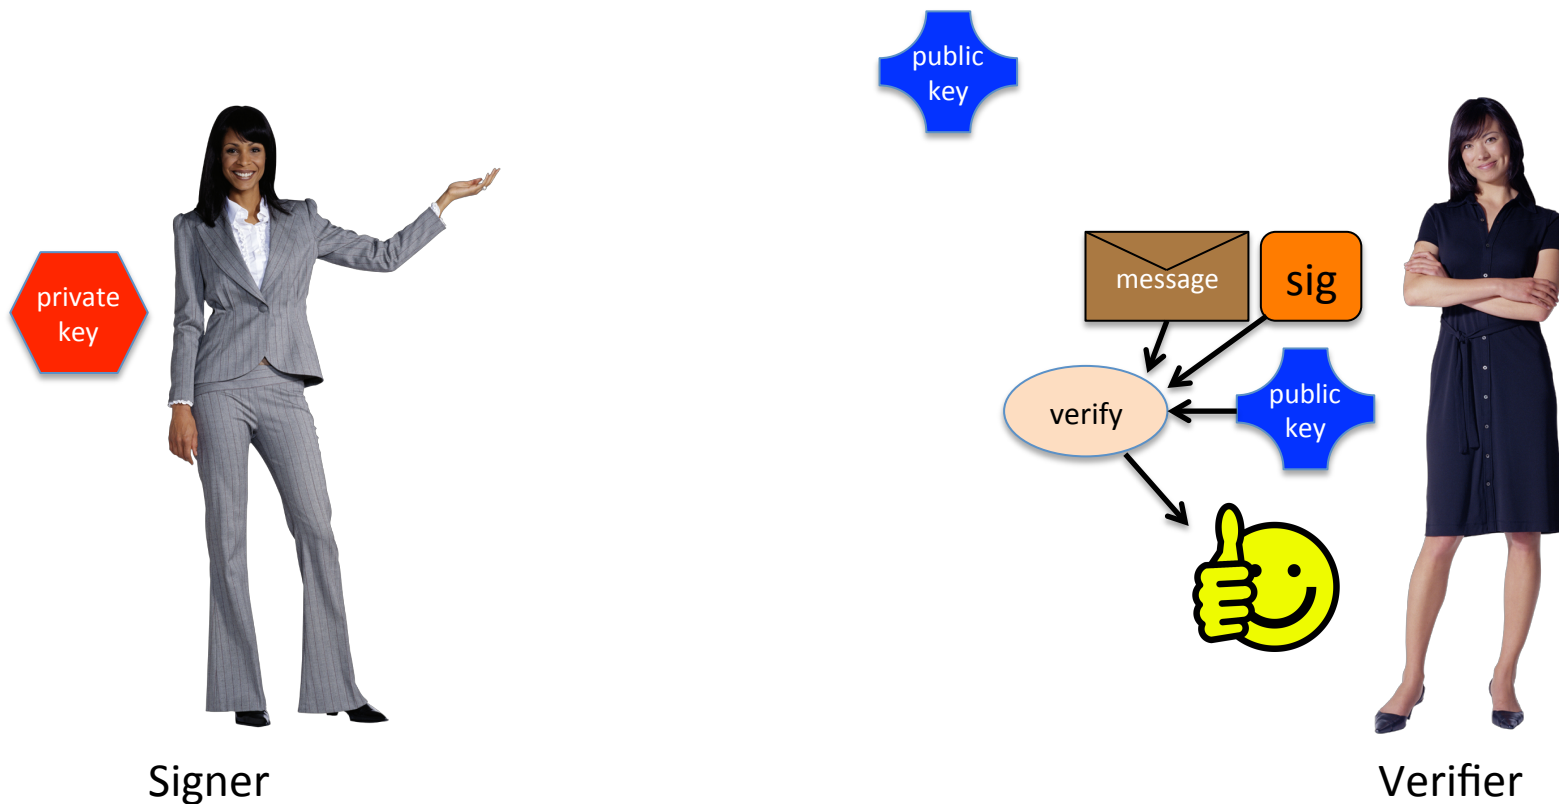 public
key
private
key
message
sig
verify
public
key
Signer
Verifier